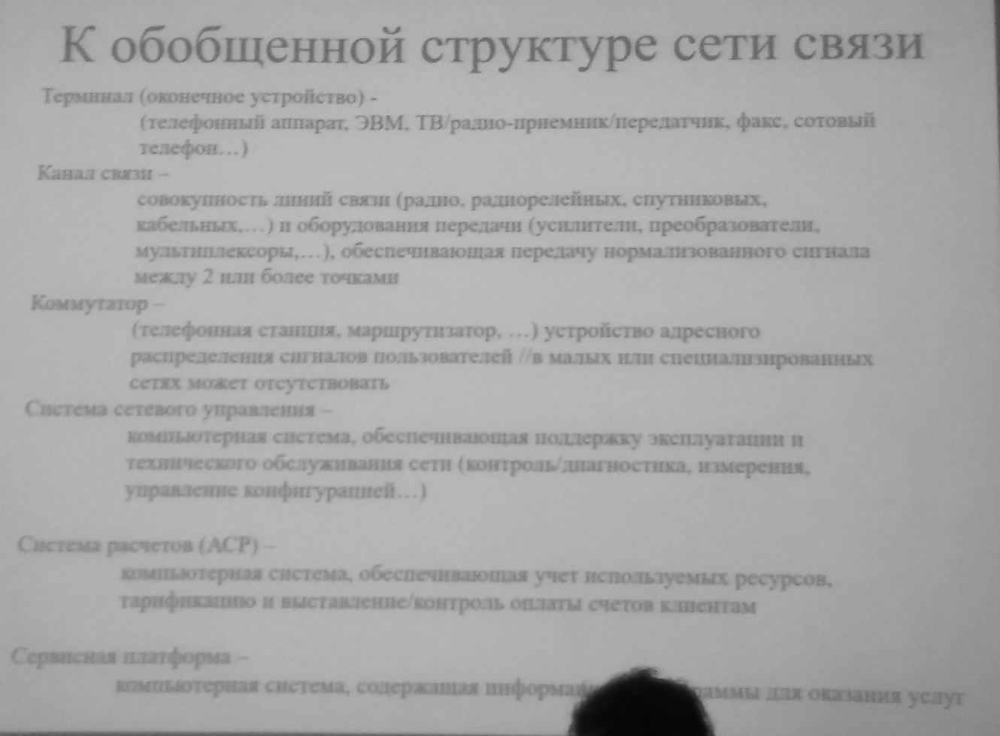 К обобщенной структуре сети связи
Терминал (оконечное устройство) -
(телефонный аппарат, ЭВМ, ТВ/радио-приемник/передатчик, факс, сотовый
телефон…)
Канал связи –
совокупность линий связи (радио, радиорелейных, спутниковых,
кабельных,…) и оборудования передачи (усилители, преобразователи,
мультиплексоры,…), обеспечивающая передачу нормализованного сигнала
между 2 или более точками
Коммутатор –
(телефонная станция, маршрутизатор, …) устройство адресного
распределения сигналов пользователей //в малых или специализированных
сетях может отсутствовать
Система сетевого управления –
компьютерная система, обеспечивающая поддержку эксплуатации и
технического обслуживания сети (контроль/диагностика, измерения,
управление конфигурацией…)
Система расчетов (АСР) –
компьютерная система, обеспечивающая учет используемых ресурсов,
тарификацию и выставление/контроль оплаты счетов клиентам
Сервисная платформа –
компьютерная система, содержащая для оказания услуг